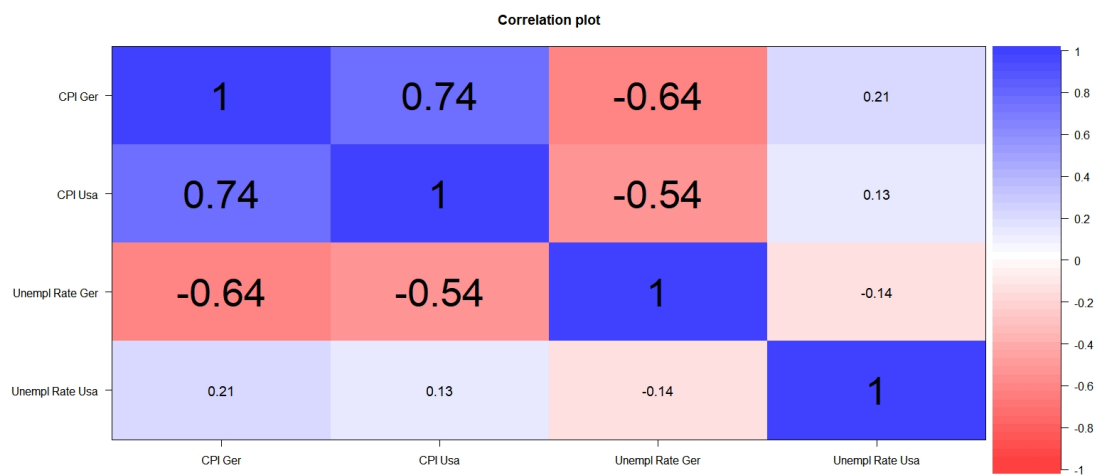 Correlation plot
CPI Ger 1 0.74 -0.64 0.21
CPI Usa 0.74 1 -0.54 0.13
Unempl Rate Ger -0.64 -0.54 1 -0.14
Unempl Rate Usa 0.21 0.13 -0.14 1
CPI Ger CPI Usa Unempl Rate Ger Unempl Rate Usa
1
0.8
0.6
0.4
0.2
0
-0.2
-0.4
-0.6
-0.8
-1